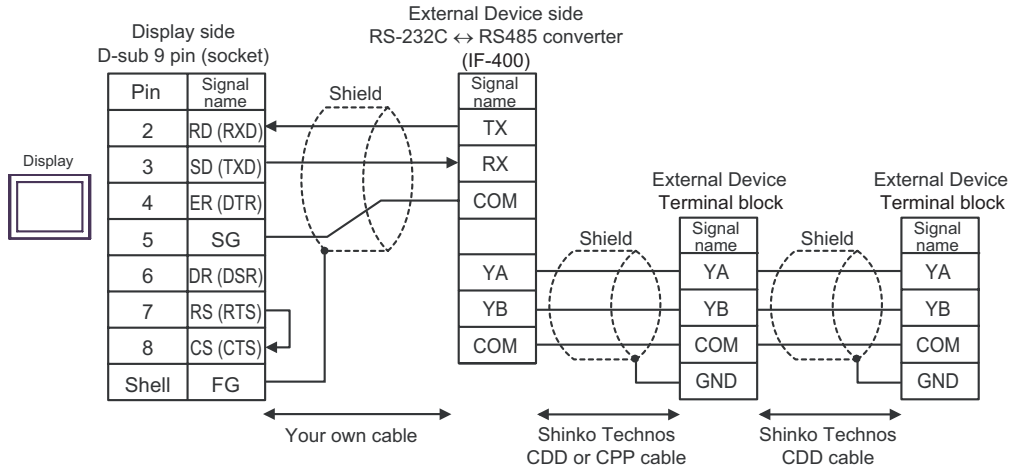 External Device side
RS-232C ↔ RS485 converter
(IF-400)
Display side
D-sub 9 pin (socket)
Display
Pin
Signal
name
2
RD (RXD)
3
SD (TXD)
4
ER (DTR)
5
SG
6
DR (DSR)
7
RS (RTS)
8
CS (CTS)
Shell
FG
Shield
Signal
name
TX
RX
COM
YA
YB
COM
Shield
External Device
Terminal block
Signal
name
YA
YB
COM
GND
Shield
External Device
Terminal block
Signal
name
YA
YB
COM
GND
Your own cable
Shinko Technos
CDD or CPP cable
Shinko Technos
CDD cable